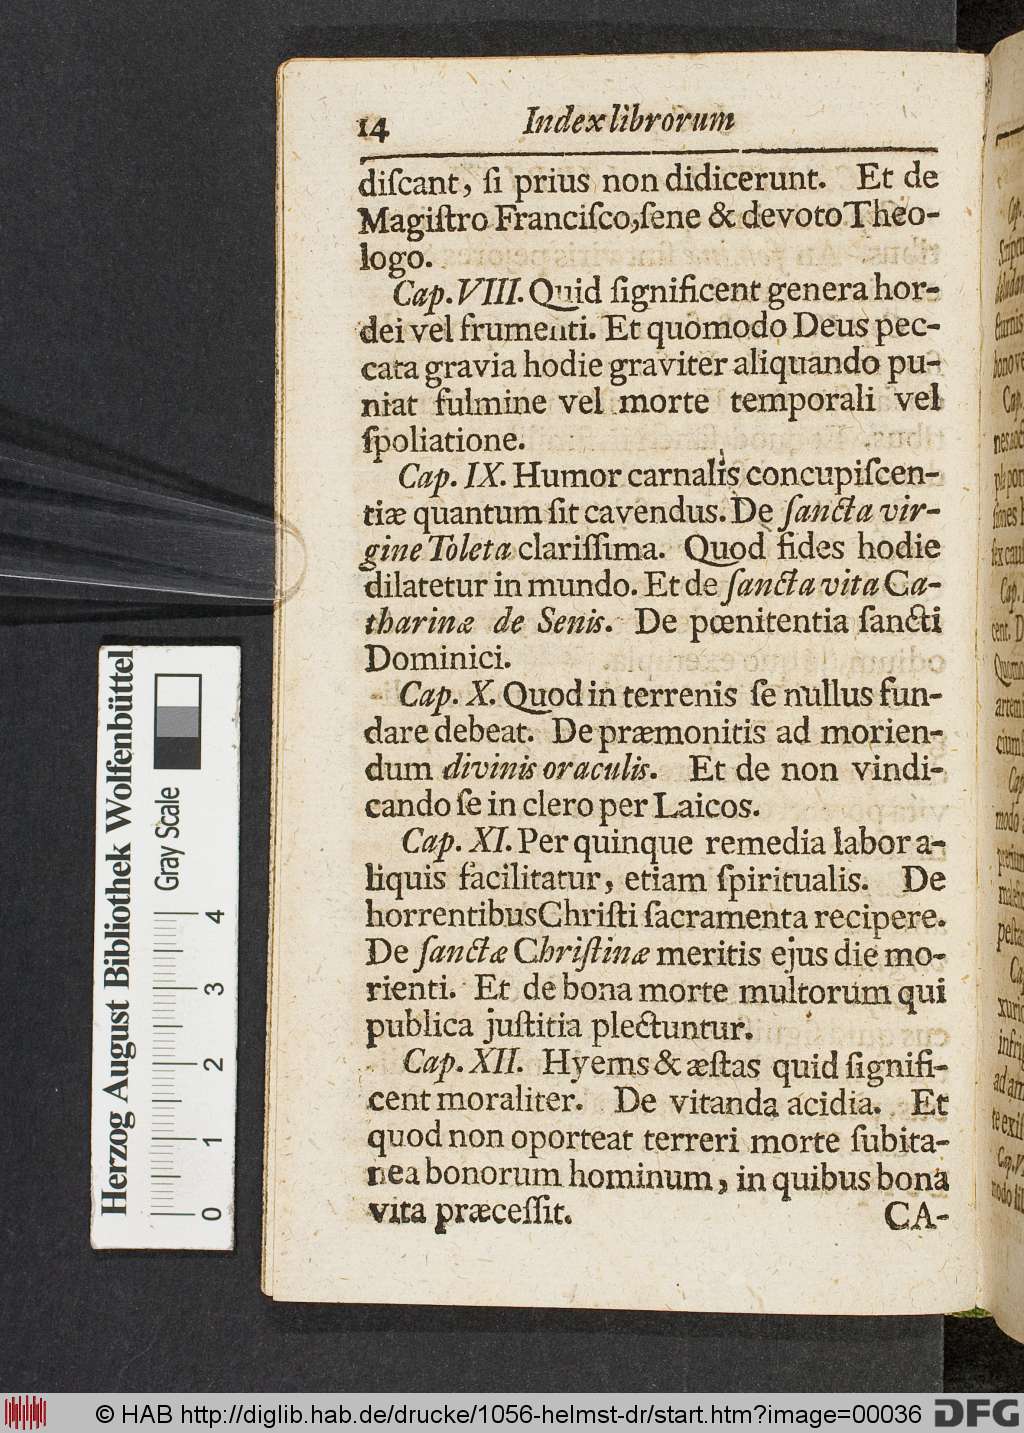 14 Index librorum
diſcant, ſi prius non didicerunt. Et de
Magiſtro Franciſco, ſene & devoto Theo-
logo.
Cap. VIII. Quid ſignificent genera hor-
dei vel frumenti. Et quomodo Deus pec-
cata gravia hodie graviter aliquando pu-
niat fulmine vel morte temporali vel
ſpoliatione.
Cap. IX. Humor carnalis concupiſcen-
tiæ quantum ſit cavendus. De ſancta vir-
gine Toleta clariſſima. Quod fides hodie
dilatetur in mundo. Et de ſancta vita Ca-
tharinæ de Senis. De pœnitentia ſancti
Dominici.
Cap. X. Quod in terrenis ſe nullus fun-
dare debeat. De præmonitis ad morien-
dum divinis oraculis. Et de non vindi-
cando ſe in clero per Laicos.
Cap. XI. Per quinque remedia labor a-
liquis facilitatur, etiam ſpiritualis. De
horrentibus Chriſti ſacramenta recipere.
De ſanctæ Chriſtinæ meritis ejus die mo-
rienti. Et de bona morte multorum qui
publica juſtitia plectuntur.
Cap. XII. Hyems & æſtas quid ſignifi-
cent moraliter. De vitanda acidia. Et
quod non oporteat terreri morte ſubita-
nea bonorum hominum, in quibus bona
vita præceſſit.
CA-
Herzog August Bibliothek Wolfenbüttel
Gray Scale
0 1 2 3 4
© HAB http://diglib.hab.de/drucke/1056-helmst-dr/start.htm?image=00036
DFG